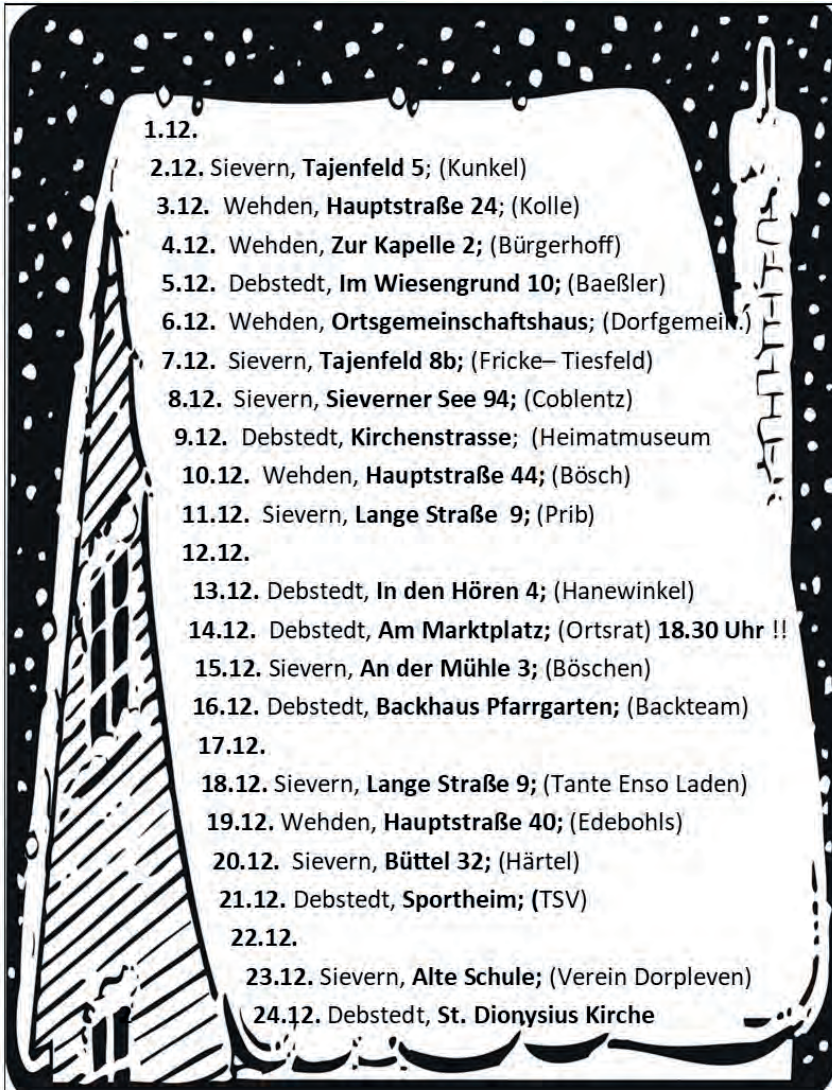 1.12.
2.12. Sievern, Tajenfeld 5; (Kunkel)
3.12. Wehden, Hauptstraße 24; (Kolle)
4.12. Wehden, Zur Kapelle 2; (Bürgerhoff)
5.12. Debstedt, Im Wiesengrund 10; (Baeßler)
6.12. Wehden, Ortsgemeinschaftshaus; (Dorfgemein.)
7.12. Sievern, Tajenfeld 8b; (Fricke– Tiesfeld)
8.12. Sievern, Sieverner See 94; (Coblentz)
9.12. Debstedt, Kirchenstrasse; (Heimatmuseum
10.12. Wehden, Hauptstraße 44; (Bösch)
11.12. Sievern, Lange Straße 9; (Prib)
12.12.
13.12. Debstedt, In den Hören 4; (Hanewinkel)
14.12. Debstedt, Am Marktplatz; (Ortsrat) 18.30 Uhr !!
15.12. Sievern, An der Mühle 3; (Böschen)
16.12. Debstedt, Backhaus Pfarrgarten; (Backteam)
17.12.
18.12. Sievern, Lange Straße 9; (Tante Enso Laden)
19.12. Wehden, Hauptstraße 40; (Edebohls)
20.12. Sievern, Büttel 32; (Härtel)
21.12. Debstedt, Sportheim; (TSV)
22.12.
23.12. Sievern, Alte Schule; (Verein Dorpleven)
24.12. Debstedt, St. Dionysius Kirche